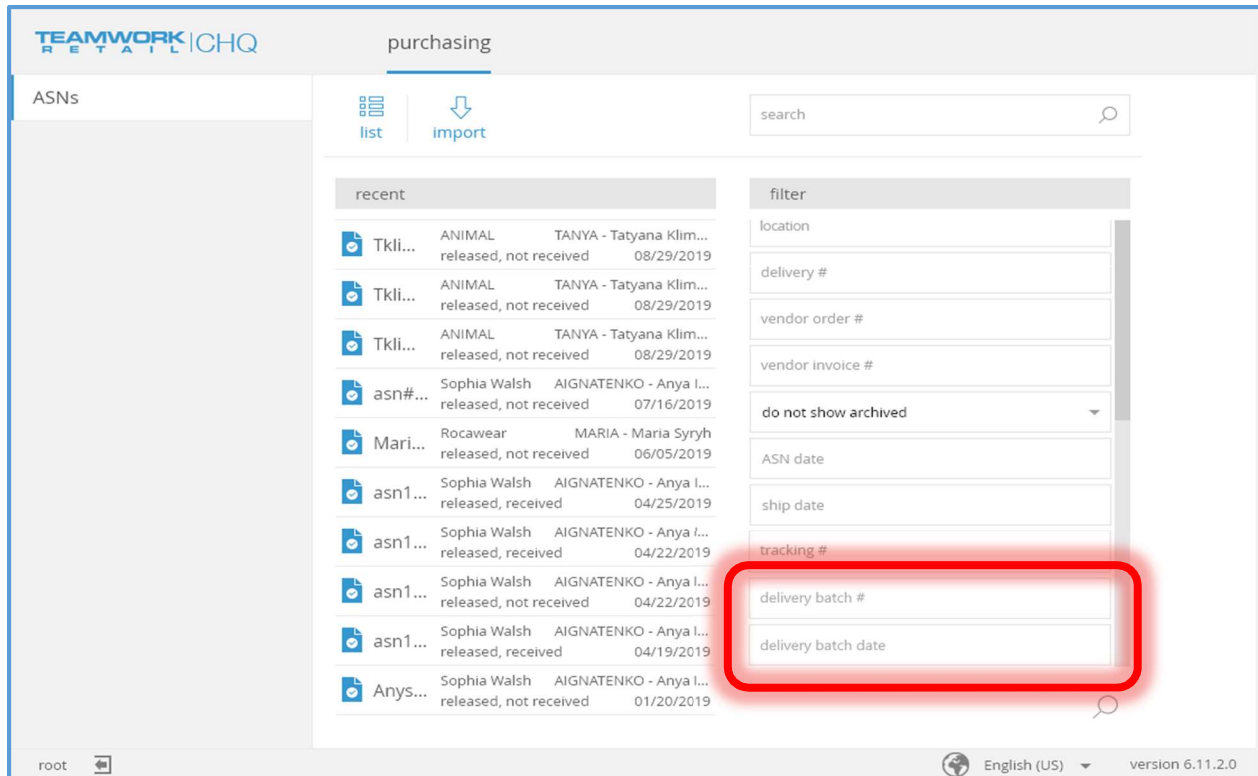 TEAMWORK CHQ
RETAIL
purchasing
ASNs
list
import
search
recent
filter
Tkli...
ANIMAL TANYA - Tatyana Klim...
released, not received 08/29/2019
Tkli...
ANIMAL TANYA - Tatyana Klim...
released, not received 08/29/2019
Tkli...
ANIMAL TANYA - Tatyana Klim...
released, not received 08/29/2019
asn#...
Sophia Walsh AIGNATENKO - Anya I...
released, not received 07/16/2019
Mari...
Rocawear MARIA - Maria Syryh
released, not received 06/05/2019
asn1...
Sophia Walsh AIGNATENKO - Anya I...
released, received 04/25/2019
asn1...
Sophia Walsh AIGNATENKO - Anya I...
released, received 04/22/2019
asn1...
Sophia Walsh AIGNATENKO - Anya I...
released, not received 04/22/2019
asn1...
Sophia Walsh AIGNATENKO - Anya I...
released, received 04/19/2019
Anys...
Sophia Walsh AIGNATENKO - Anya I...
released, not received 01/20/2019
location
delivery #
vendor order #
vendor invoice #
do not show archived
ASN date
ship date
tracking #
delivery batch #
delivery batch date
root
English (US)
version 6.11.2.0